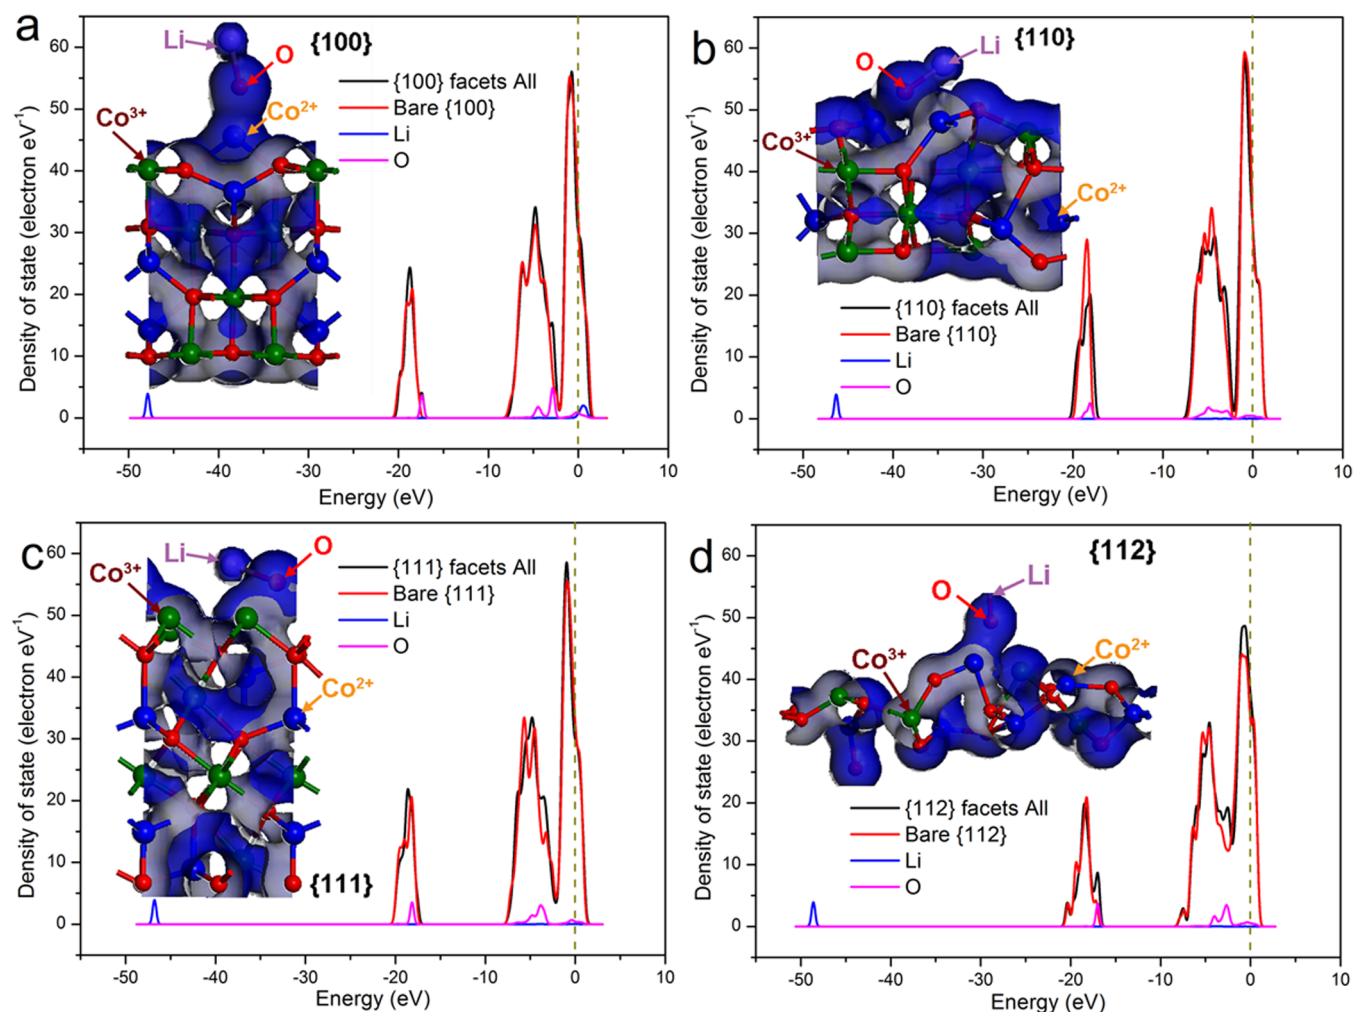 a
{100}
Li
O
Co³⁺
Co²⁺
{100} facets All
Bare {100}
Li
O
Density of state (electron eV⁻¹)
60
50
40
30
20
10
0
-50 -40 -30 -20 -10 0 10
Energy (eV)
b
{110}
Li
O
Co³⁺
Co²⁺
{110} facets All
Bare {110}
Li
O
Density of state (electron eV⁻¹)
60
50
40
30
20
10
0
-50 -40 -30 -20 -10 0 10
Energy (eV)
c
Li
O
Co³⁺
Co²⁺
{111} facets All
Bare {111}
Li
O
{111}
Density of state (electron eV⁻¹)
60
50
40
30
20
10
0
-50 -40 -30 -20 -10 0 10
Energy (eV)
d
{112}
Li
O
Co³⁺
Co²⁺
{112} facets All
Bare {112}
Li
O
Density of state (electron eV⁻¹)
60
50
40
30
20
10
0
-50 -40 -30 -20 -10 0 10
Energy (eV)